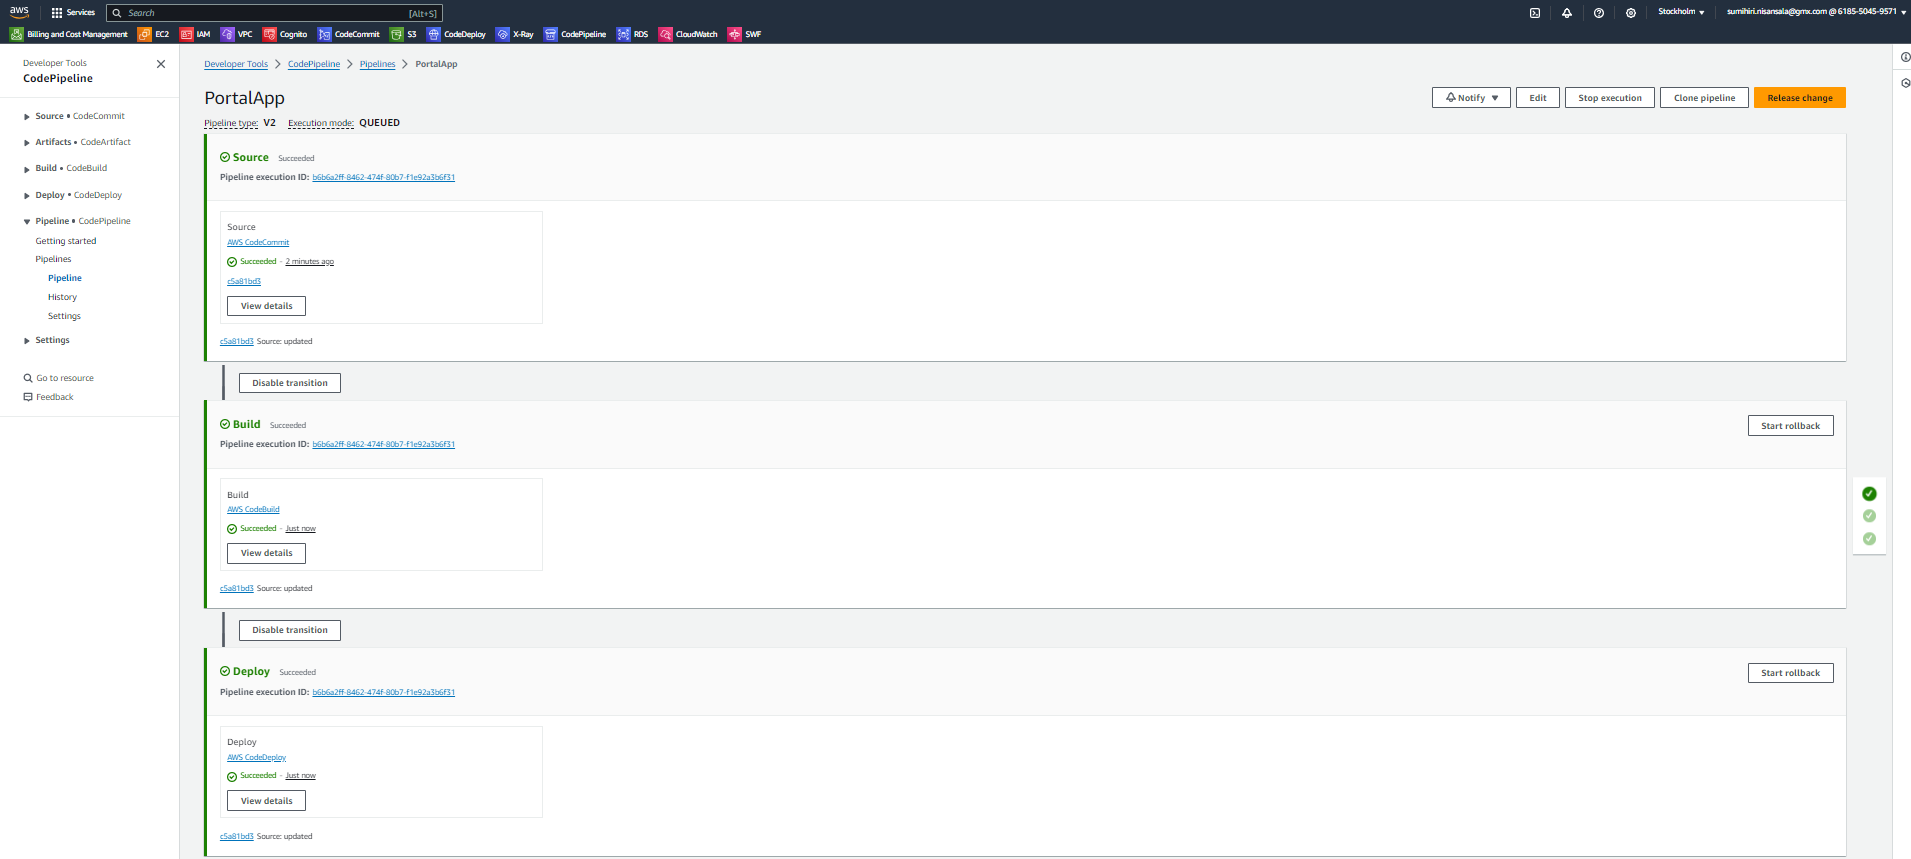 aws Services Search [Alt+S] Stockholm ▼ sumihiri.nisansala@gmx.com @ 6185-5045-9571 ▼
Billing and Cost Management EC2 IAM VPC Cognito CodeCommit S3 CodeDeploy X-Ray CodePipeline RDS CloudWatch SWF
Developer Tools
CodePipeline
Source • CodeCommit
Artifacts • CodeArtifact
Build • CodeBuild
Deploy • CodeDeploy
Pipeline • CodePipeline
Getting started
Pipelines
Pipeline
History
Settings
Settings
Go to resource
Feedback
Developer Tools > CodePipeline > Pipelines > PortalApp
PortalApp
Notify ▼ Edit Stop execution Clone pipeline Release change
Pipeline type: V2 Execution mode: QUEUED
Source Succeeded
Pipeline execution ID: b6b6a2ff-8462-474f-80b7-f1e92a3b6f31
Source
AWS CodeCommit
Succeeded - 2 minutes ago
c5a81bd3
View details
c5a81bd3 Source: updated
Disable transition
Build Succeeded
Start rollback
Pipeline execution ID: b6b6a2ff-8462-474f-80b7-f1e92a3b6f31
Build
AWS CodeBuild
Succeeded - Just now
View details
c5a81bd3 Source: updated
Disable transition
Deploy Succeeded
Start rollback
Pipeline execution ID: b6b6a2ff-8462-474f-80b7-f1e92a3b6f31
Deploy
AWS CodeDeploy
Succeeded - Just now
View details
c5a81bd3 Source: updated